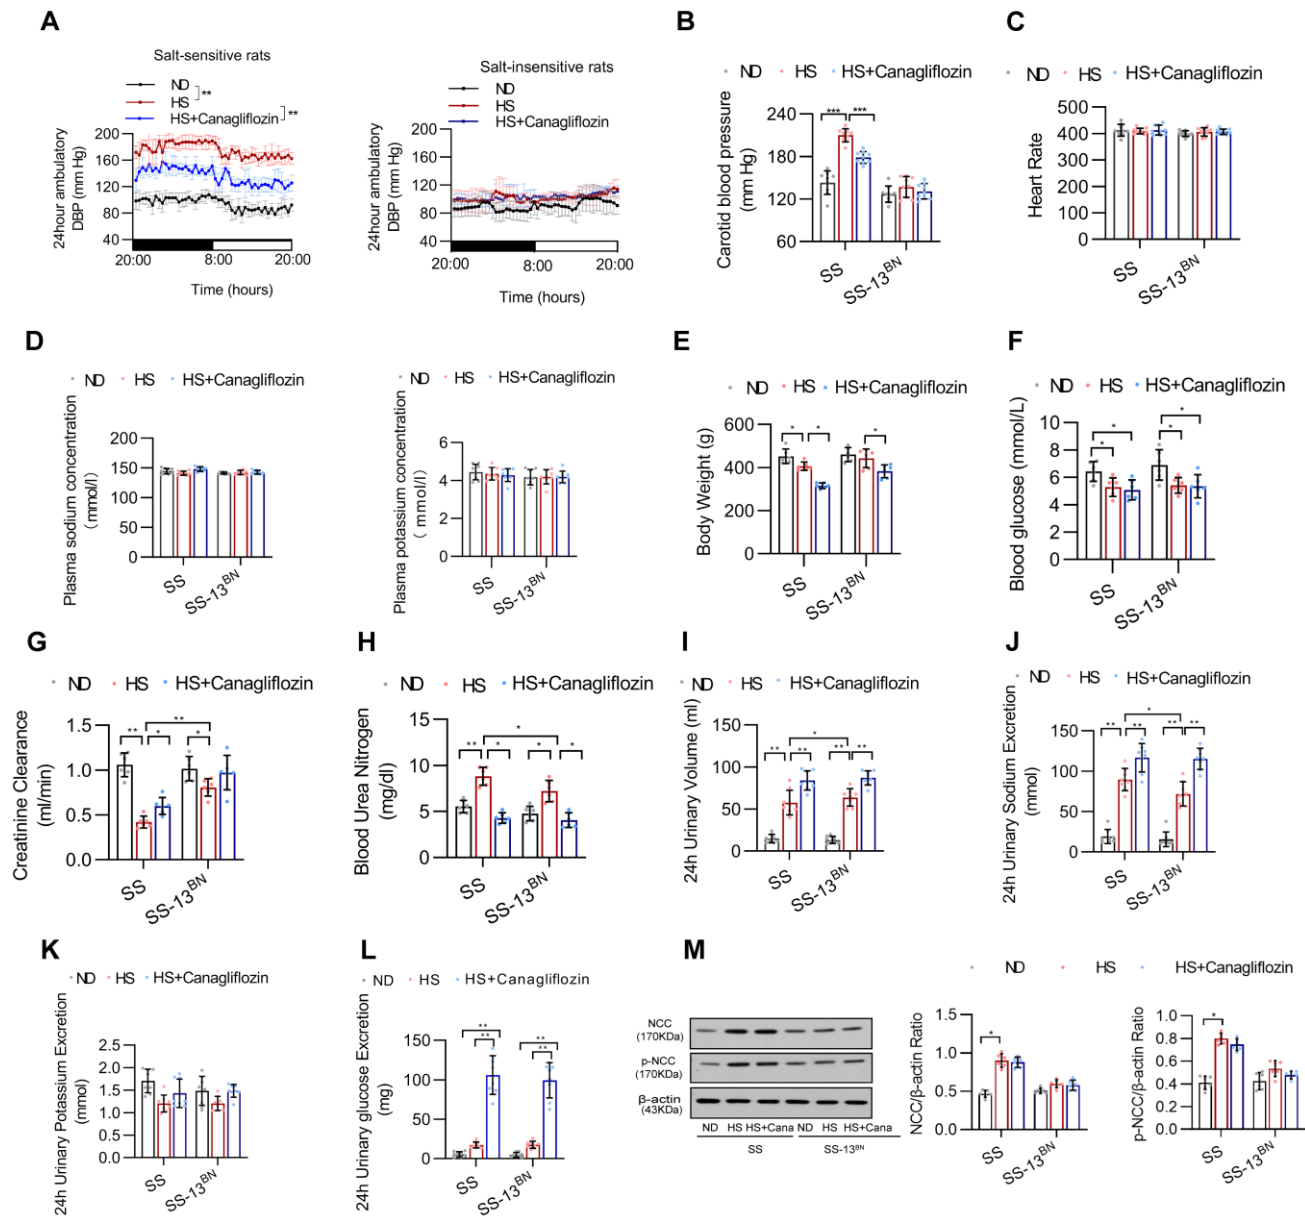 A
Salt-sensitive rats
ND
HS
HS+Canagliflozin
**
**
24hour ambulatory
DBP (mm Hg)
200
160
120
80
40
20:00
8:00
20:00
Time (hours)
Salt-insensitive rats
ND
HS
HS+Canagliflozin
24hour ambulatory
DBP (mm Hg)
200
160
120
80
40
20:00
8:00
20:00
Time (hours)
B
ND HS HS+Canagliflozin
Carotid blood pressure
(mm Hg)
240
180
120
60
*** ***
SS
SS-13BN
C
ND HS HS+Canagliflozin
Heart Rate
500
400
300
200
100
0
SS
SS-13BN
D
ND HS HS+Canagliflozin
Plasma sodium concentration
(mmol/l)
200
150
100
50
0
SS
SS-13BN
ND HS HS+Canagliflozin
Plasma potassium concentration
(mmol/l)
6
4
2
0
SS
SS-13BN
E
ND HS HS+Canagliflozin
Body Weight (g)
600
400
200
0
* * *
SS
SS-13BN
F
ND HS HS+Canagliflozin
Blood glucose (mmol/L)
10
8
6
4
2
0
*
*
*
*
SS
SS-13BN
G
ND HS HS+Canagliflozin
Creatinine Clearance
(ml/min)
1.5
1.0
0.5
0.0
**
** * *
SS
SS-13BN
H
ND HS HS+Canagliflozin
Blood Urea Nitrogen
(mg/dl)
15
10
5
0
*
** * * *
SS
SS-13BN
I
ND HS HS+Canagliflozin
24h Urinary Volume (ml)
150
100
50
0
*
** ** ** **
SS
SS-13BN
J
ND HS HS+Canagliflozin
24h Urinary Sodium Excretion
(mmol)
150
100
50
0
*
** ** ** **
SS
SS-13BN
K
ND HS HS+Canagliflozin
24h Urinary Potassium Excretion
(mmol)
2.5
2.0
1.5
1.0
0.5
0.0
SS
SS-13BN
L
ND HS HS+Canagliflozin
24h Urinary glucose Excretion
(mg)
150
100
50
0
**
**
**
**
SS
SS-13BN
M
NCC
(170KDa)
p-NCC
(170KDa)
β-actin
(43KDa)
ND HS HS+Cana ND HS HS+Cana
SS SS-13BN
ND HS HS+Canagliflozin
NCC/β-actin Ratio
1.5
1.0
0.5
0.0
*
SS
SS-13BN
p-NCC/β-actin Ratio
1.0
0.8
0.6
0.4
0.2
0.0
*
SS
SS-13BN